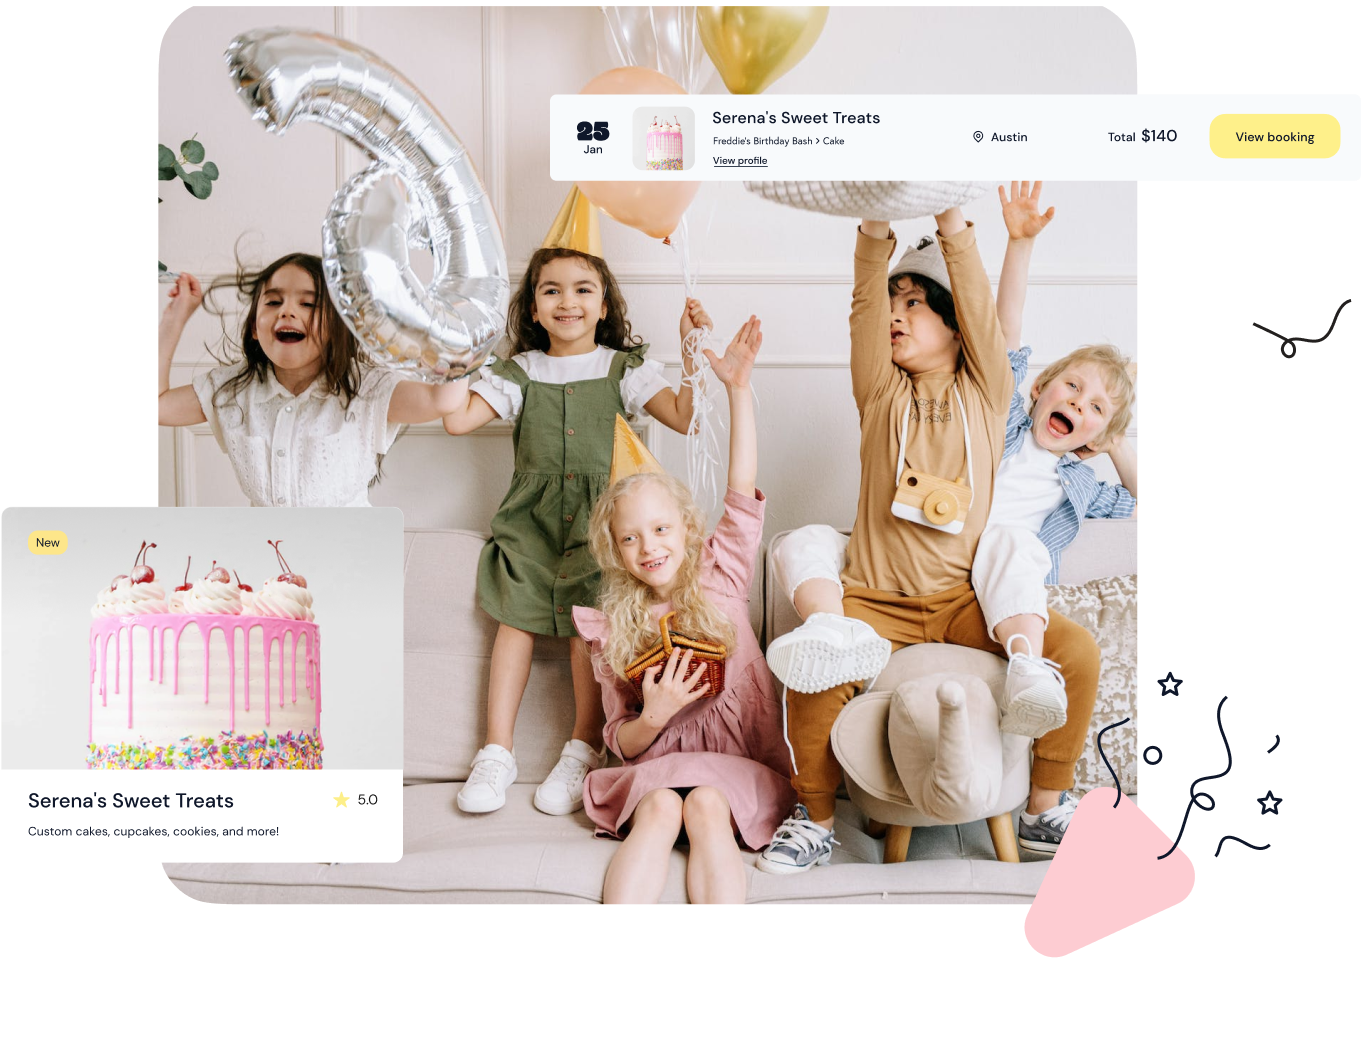 25
Jan
Serena's Sweet Treats
Freddie's Birthday Bash > Cake
View profile
Austin
Total $140
View booking
New
Serena's Sweet Treats
5.0
Custom cakes, cupcakes, cookies, and more!